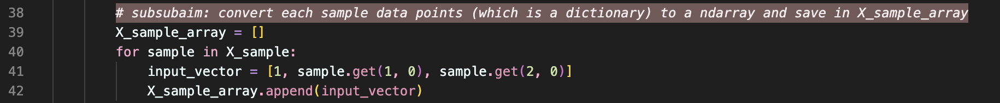 38 # subsubaim: convert each sample data points (which is a dictionary) to a ndarray and save in X_sample_array
39 X_sample_array = []
40 for sample in X_sample:
41 input_vector = [1, sample.get(1, 0), sample.get(2, 0)]
42 X_sample_array.append(input_vector)